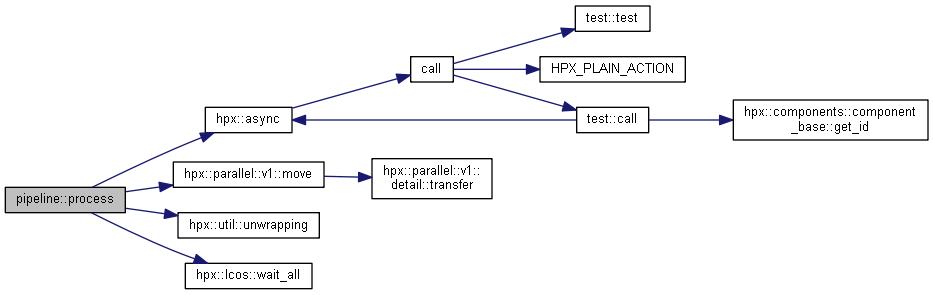 test::test
call
HPX_PLAIN_ACTION
hpx::async
test::call
hpx::components::component
_base::get_id
hpx::parallel::v1::move
hpx::parallel::v1::
detail::transfer
pipeline::process
hpx::util::unwrapping
hpx::lcos::wait_all